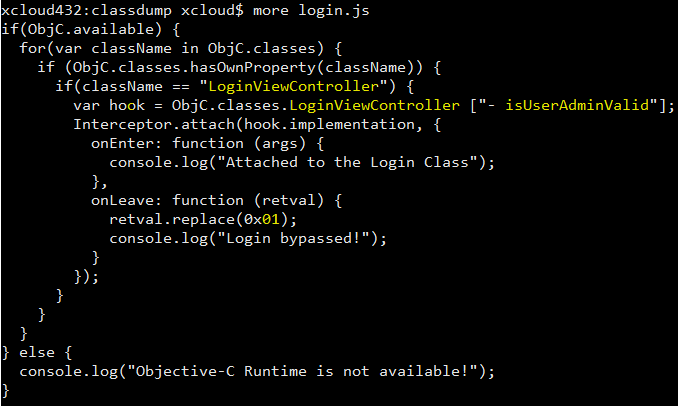 xcloud432:classdump xcloud$ more login.js
if(ObjC.available) {
  for(var className in ObjC.classes) {
    if (ObjC.classes.hasOwnProperty(className)) {
      if(className == "LoginViewController") {
        var hook = ObjC.classes.LoginViewController ["- isUserAdminValid"];
        Interceptor.attach(hook.implementation, {
          onEnter: function (args) {
            console.log("Attached to the Login Class");
          },
          onLeave: function (retval) {
            retval.replace(0x01);
            console.log("Login bypassed!");
          }
        });
      }
    }
  }
} else {
  console.log("Objective-C Runtime is not available!");
}